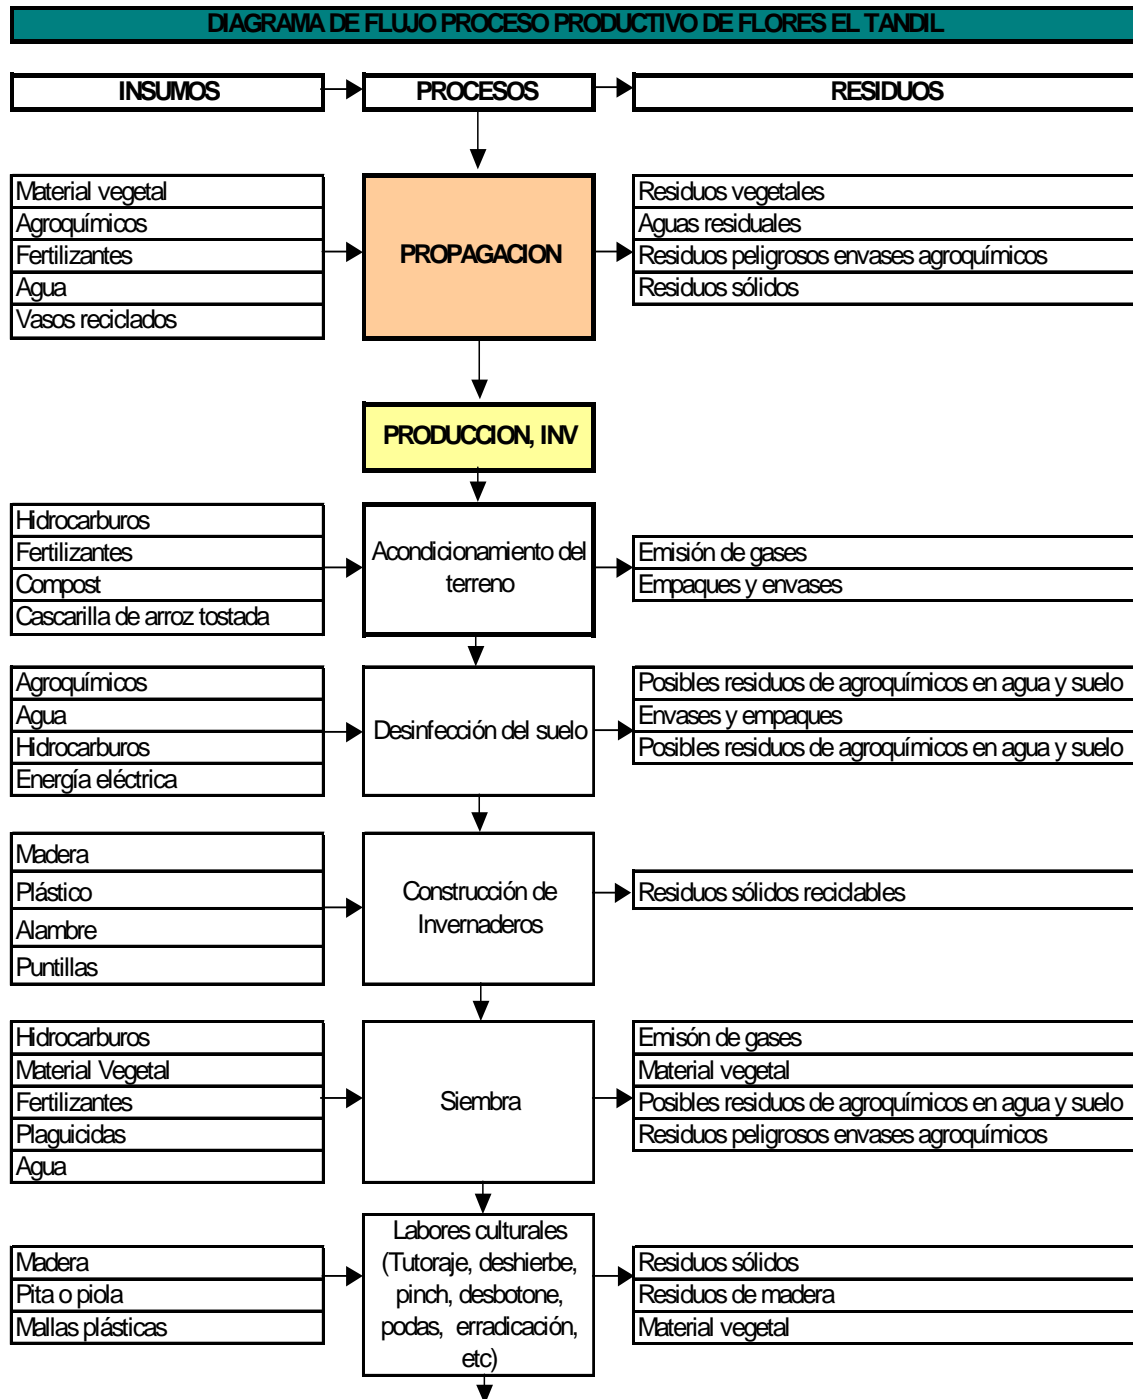 DIAGRAMA DE FLUJO PROCESO PRODUCTIVO DE FLORES EL TANDIL
INSUMOS
PROCESOS
RESIDUOS
Material vegetal
Agroquímicos
Fertilizantes
Agua
Vasos reciclados
PROPAGACION
Residuos vegetales
Aguas residuales
Residuos peligrosos envases agroquímicos
Residuos sólidos
PRODUCCION, INV
Hidrocarburos
Fertilizantes
Compost
Cascarilla de arroz tostada
Acondicionamiento del
terreno
Emisión de gases
Empaques y envases
Agroquímicos
Agua
Hidrocarburos
Energía eléctrica
Desinfección del suelo
Posibles residuos de agroquímicos en agua y suelo
Envases y empaques
Posibles residuos de agroquímicos en agua y suelo
Madera
Plástico
Alambre
Puntillas
Construcción de
Invernaderos
Residuos sólidos reciclables
Hidrocarburos
Material Vegetal
Fertilizantes
Plaguicidas
Agua
Siembra
Emisón de gases
Material vegetal
Posibles residuos de agroquímicos en agua y suelo
Residuos peligrosos envases agroquímicos
Madera
Pita o piola
Mallas plásticas
Labores culturales
(Tutoraje, deshierbe,
pinch, desbotone,
podas, erradicación,
etc)
Residuos sólidos
Residuos de madera
Material vegetal